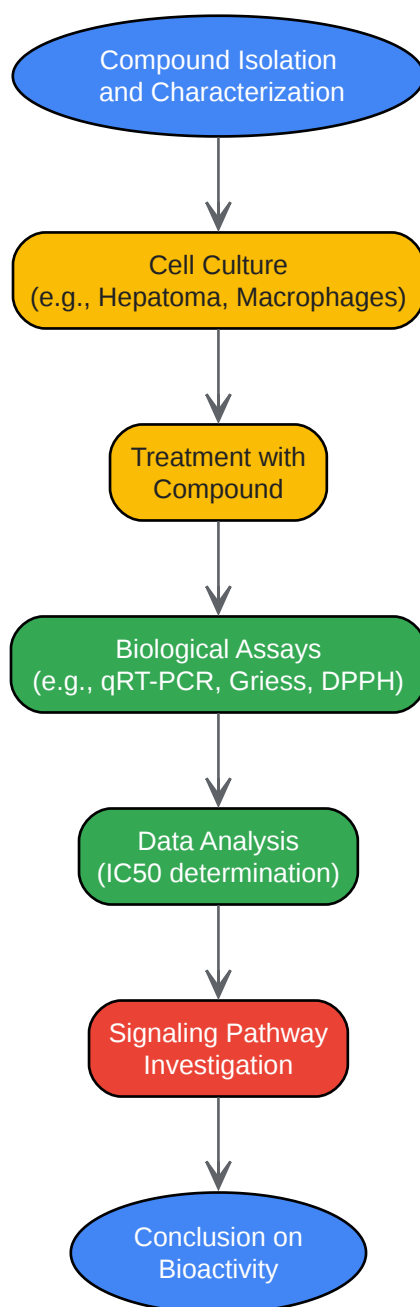 Compound Isolation
and Characterization
Cell Culture
(e.g., Hepatoma, Macrophages)
Treatment with
Compound
Biological Assays
(e.g., qRT-PCR, Griess, DPPH)
Data Analysis
(IC50 determination)
Signaling Pathway
Investigation
Conclusion on
Bioactivity